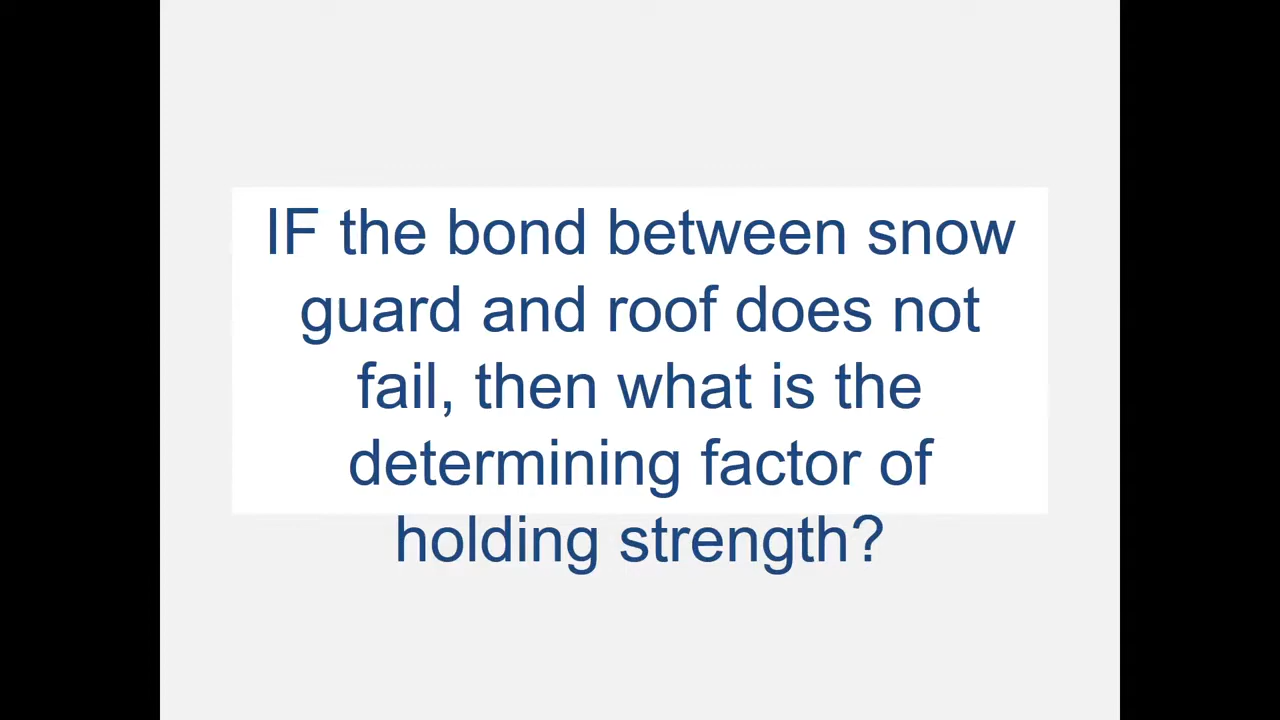 IF the bond between snow
guard and roof does not
fail, then what is the
determining factor of
holding strength?